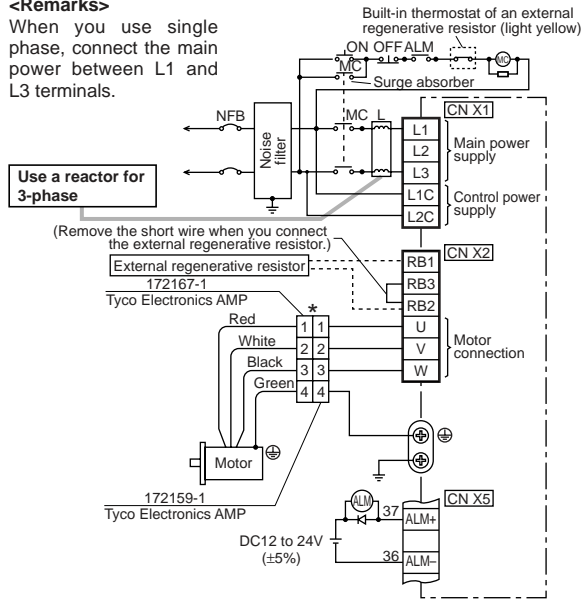 <Remarks>
When you use single
phase, connect the main
power between L1 and
L3 terminals.
Built-in thermostat of an external
regenerative resistor (light yellow)
ON OFF ALM
MC
MC
Surge absorber
NFB
Noise
filter
MC L
CN X1
L1
L2
L3
Main power
supply
L1C
L2C
Control power
supply
Use a reactor for
3-phase
(Remove the short wire when you connect
the external regenerative resistor.)
External regenerative resistor
CN X2
RB1
RB3
RB2
172167-1
Tyco Electronics AMP
*
Red
1 1
U
White
2 2
V
Motor
connection
Black
3 3
W
Green
4 4
Motor
172159-1
Tyco Electronics AMP
CN X5
ALM
37
ALM+
DC12 to 24V
(±5%)
36
ALM–